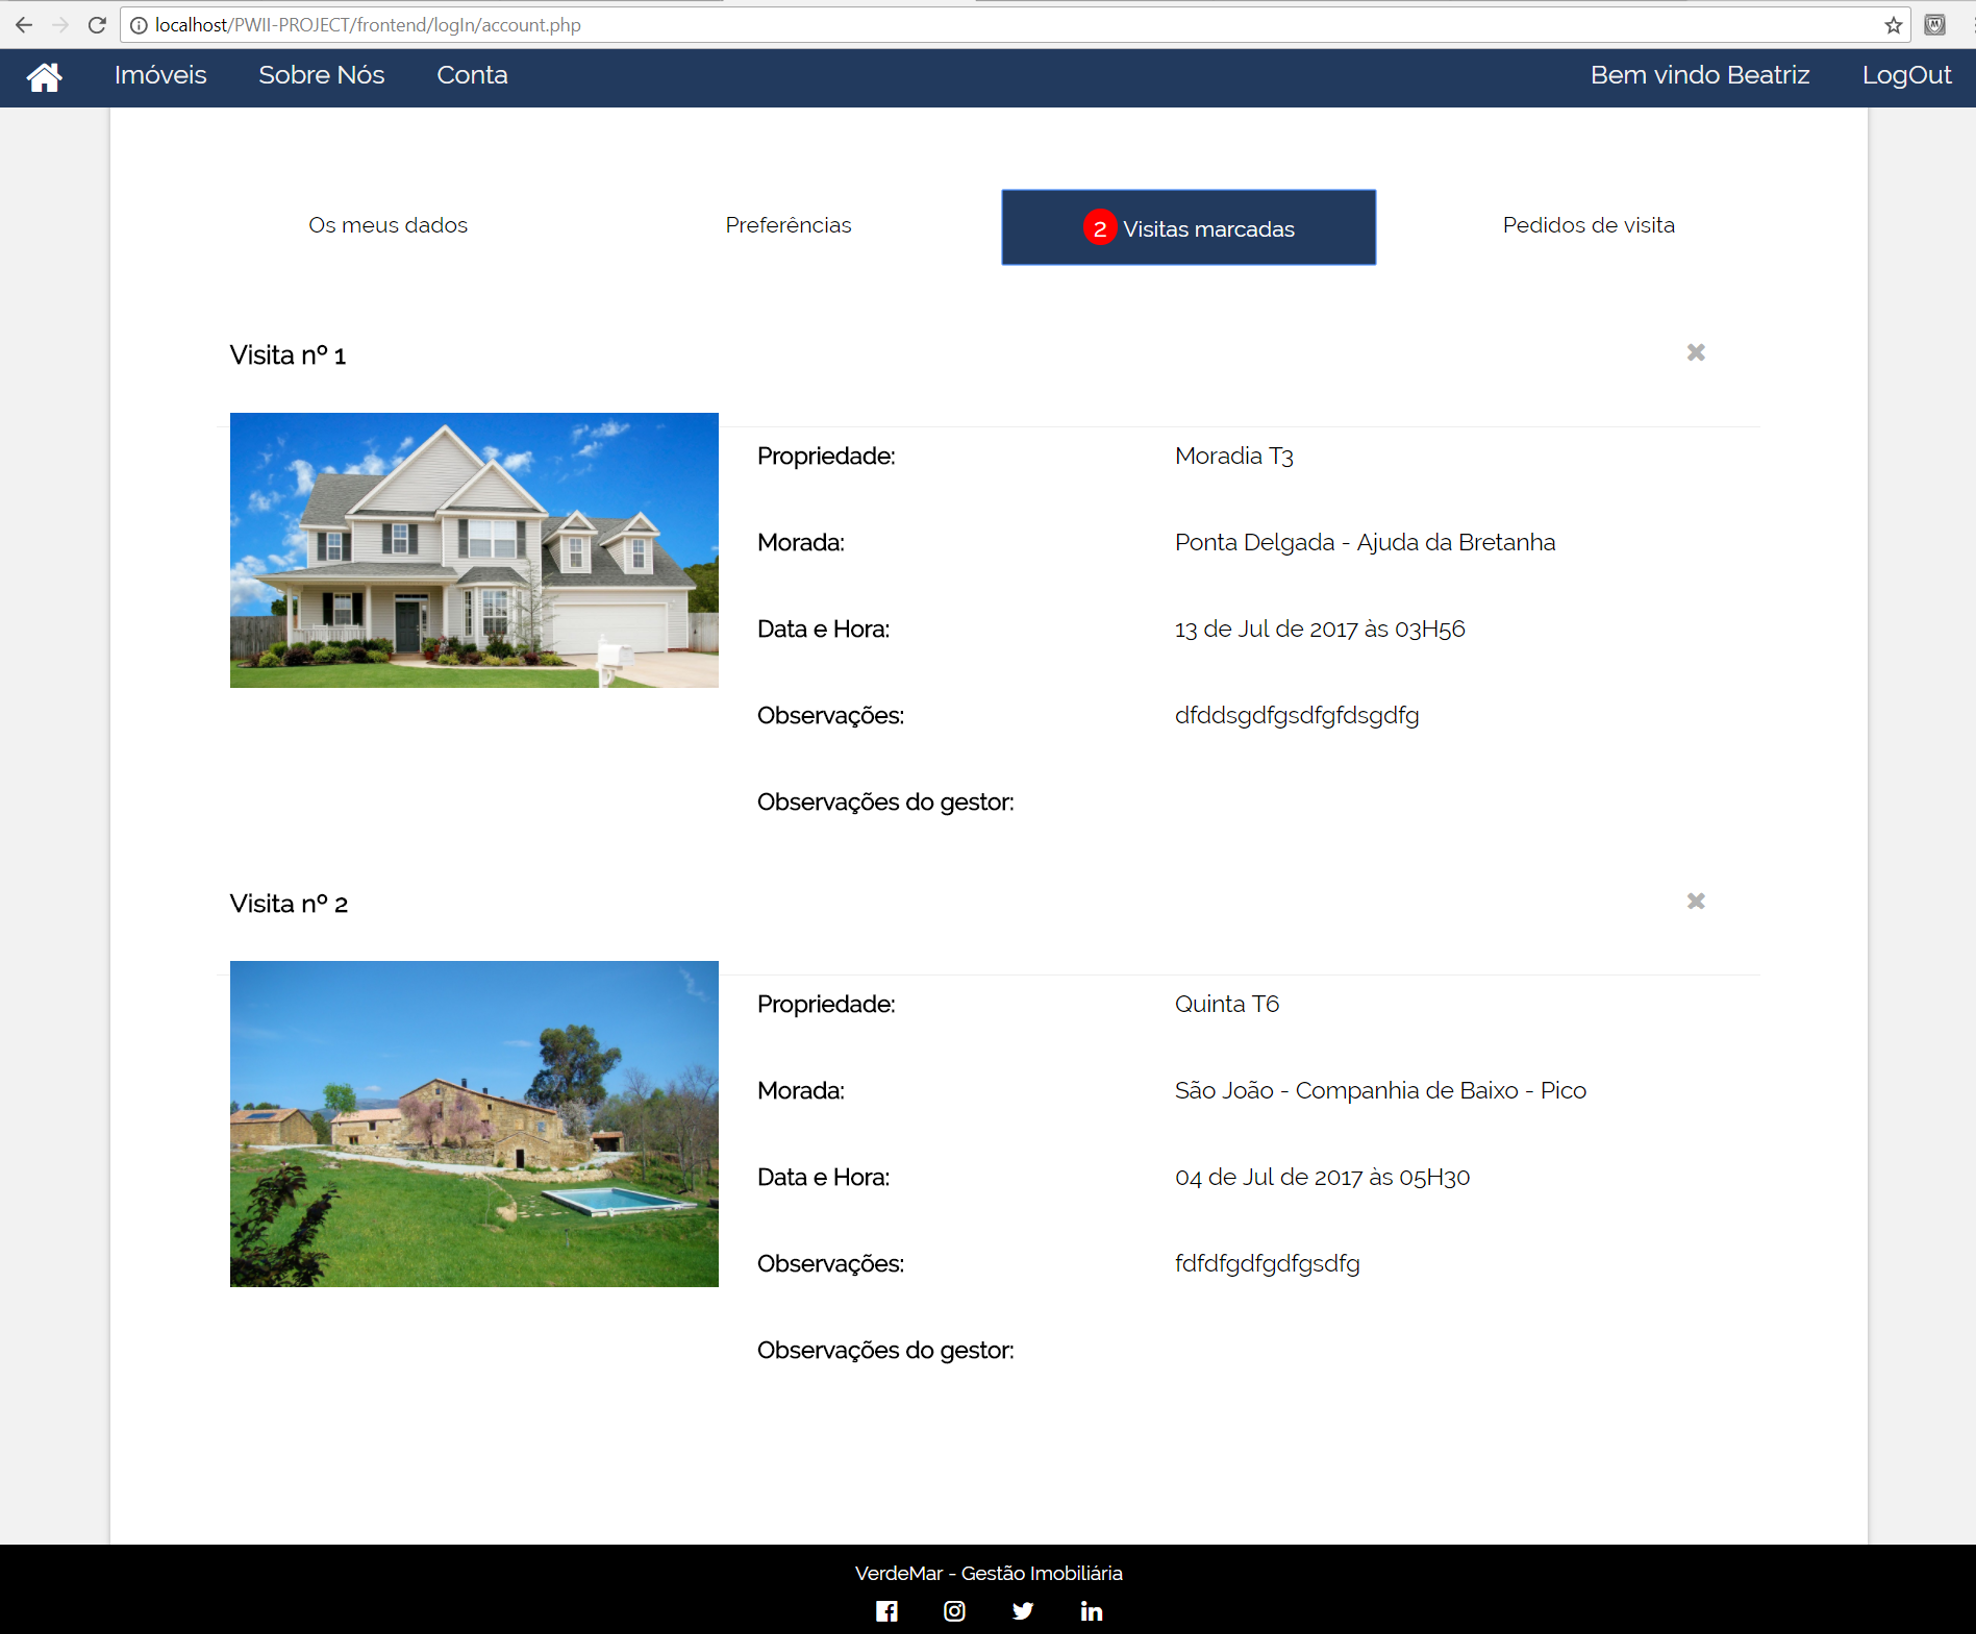 localhost/PWII-PROJECT/frontend/logIn/account.php
Imóveis Sobre Nós Conta Bem vindo Beatriz LogOut
Os meus dados Preferências 2 Visitas marcadas Pedidos de visita
Visita nº 1
Propriedade: Moradia T3
Morada: Ponta Delgada - Ajuda da Bretanha
Data e Hora: 13 de Jul de 2017 às 03H56
Observações: dfddsgdfgsdfgfdsgdfg
Observações do gestor:
Visita nº 2
Propriedade: Quinta T6
Morada: São João - Companhia de Baixo - Pico
Data e Hora: 04 de Jul de 2017 às 05H30
Observações: fdfdfgdfgdfgsdfg
Observações do gestor:
VerdeMar - Gestão Imobiliária